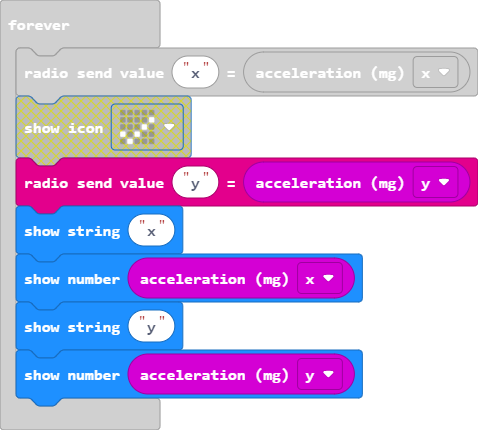 forever
radio send value "x" = acceleration (mg) x
show icon
radio send value "y" = acceleration (mg) y
show string "x"
show number acceleration (mg) x
show string "y"
show number acceleration (mg) y